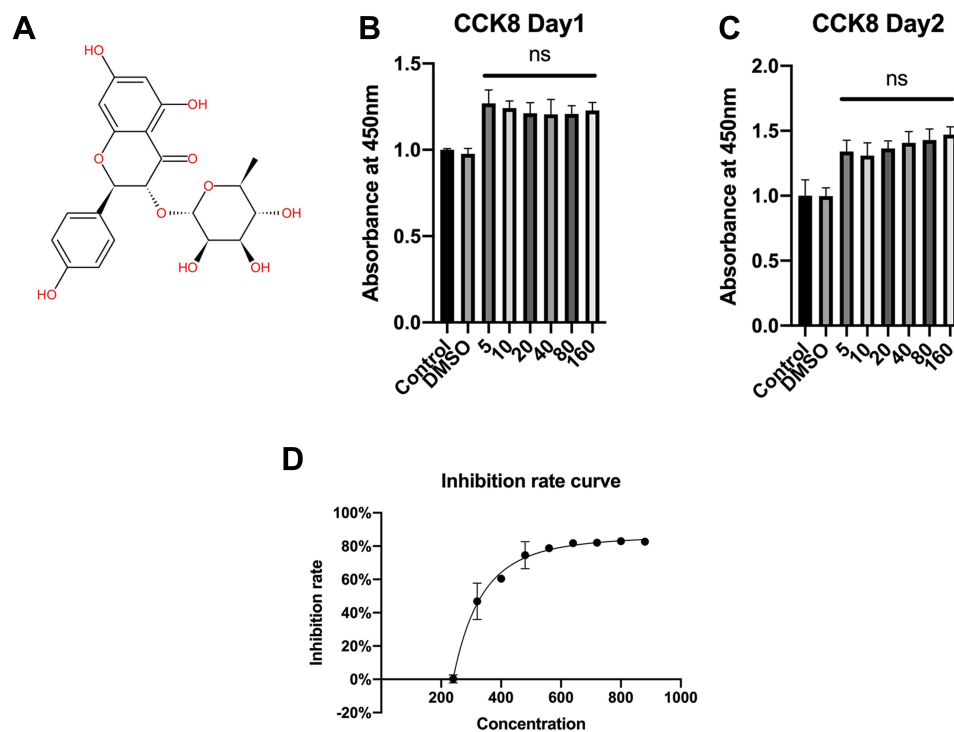 A
HO
OH
O
O
O
O
OH
HO
OH
HO
B
CCK8 Day1
ns
Absorbance at 450nm
1.5
1.0
0.5
0.0
Control
DMSO
5
10
20
40
80
160
C
CCK8 Day2
ns
Absorbance at 450nm
2.0
1.5
1.0
0.5
0.0
Control
DMSO
5
10
20
40
80
160
D
Inhibition rate curve
Inhibition rate
100%
80%
60%
40%
20%
0%
-20%
200 400 600 800 1000
Concentration